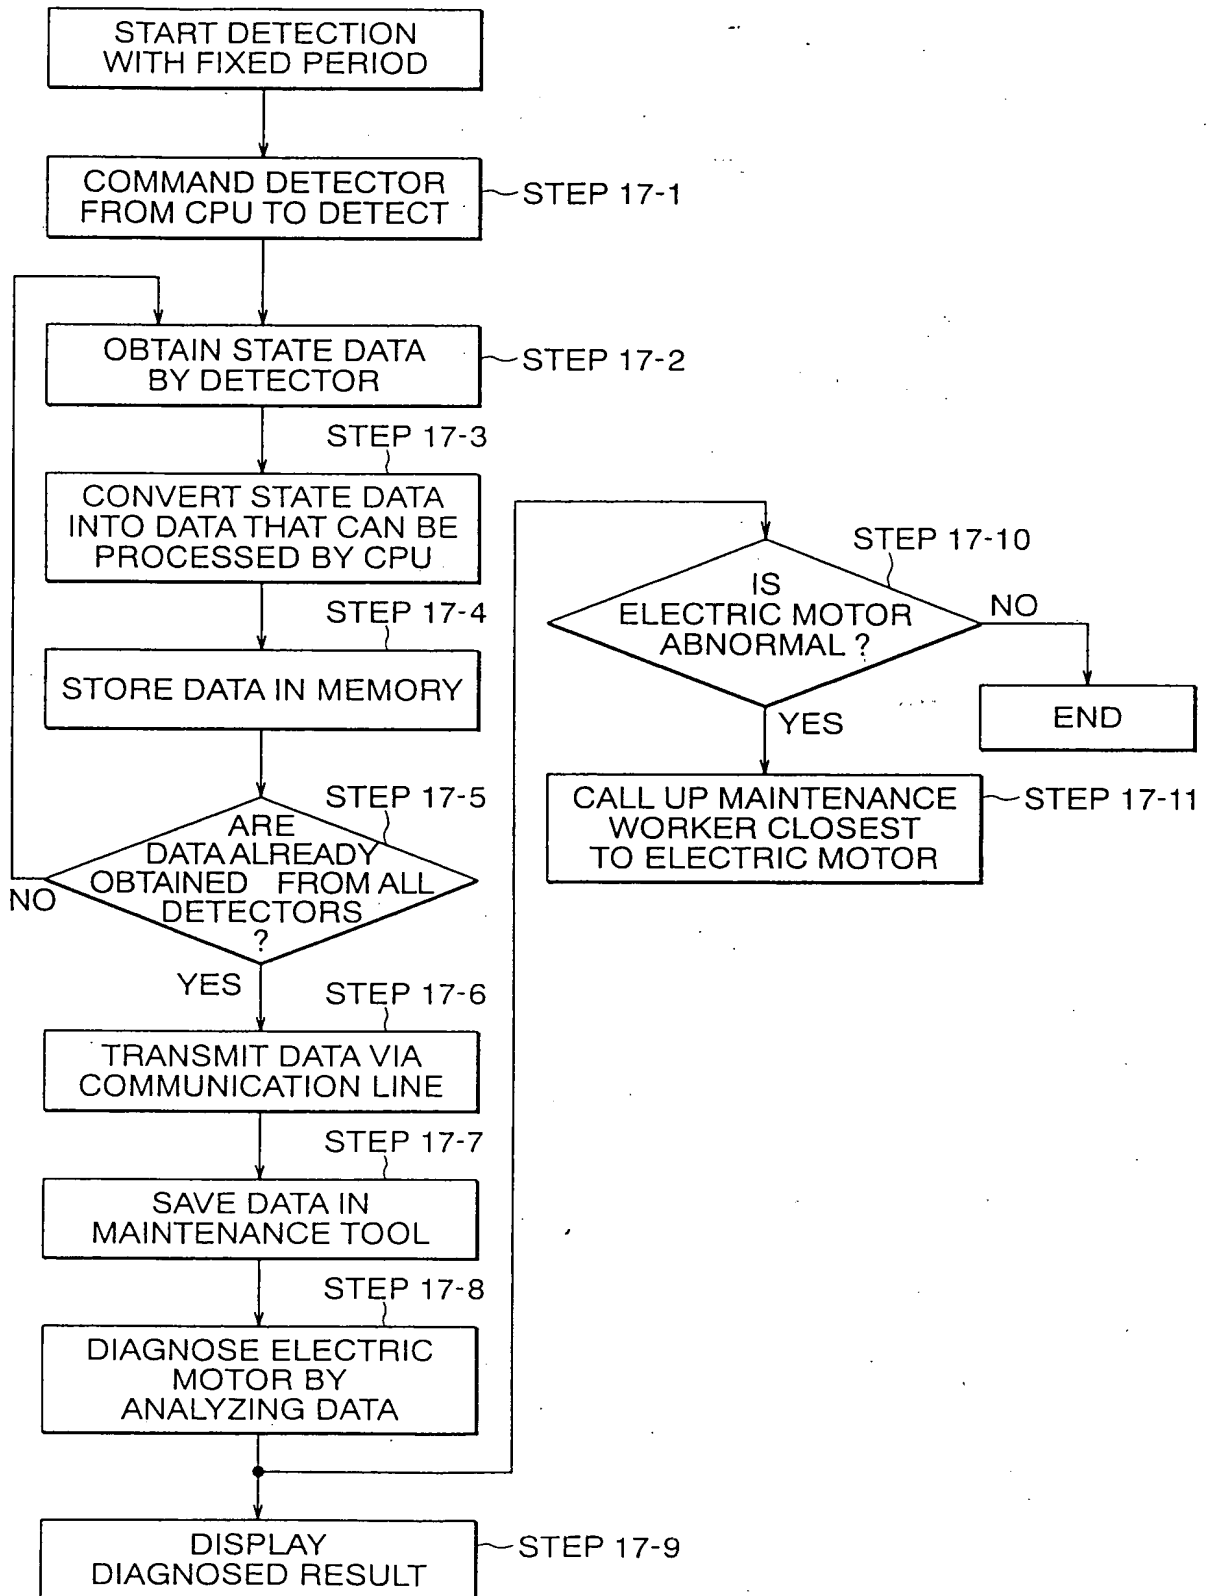 START DETECTION
WITH FIXED PERIOD
COMMAND DETECTOR
FROM CPU TO DETECT
STEP 17-1
OBTAIN STATE DATA
BY DETECTOR
STEP 17-2
STEP 17-3
CONVERT STATE DATA
INTO DATA THAT CAN BE
PROCESSED BY CPU
STEP 17-4
STORE DATA IN MEMORY
STEP 17-5
ARE
DATA ALREADY
OBTAINED FROM ALL
DETECTORS
?
NO
YES
STEP 17-6
TRANSMIT DATA VIA
COMMUNICATION LINE
STEP 17-7
SAVE DATA IN
MAINTENANCE TOOL
STEP 17-8
DIAGNOSE ELECTRIC
MOTOR BY
ANALYZING DATA
DISPLAY
DIAGNOSED RESULT
STEP 17-9
STEP 17-10
IS
ELECTRIC MOTOR
ABNORMAL ?
NO
END
YES
CALL UP MAINTENANCE
WORKER CLOSEST
TO ELECTRIC MOTOR
STEP 17-11